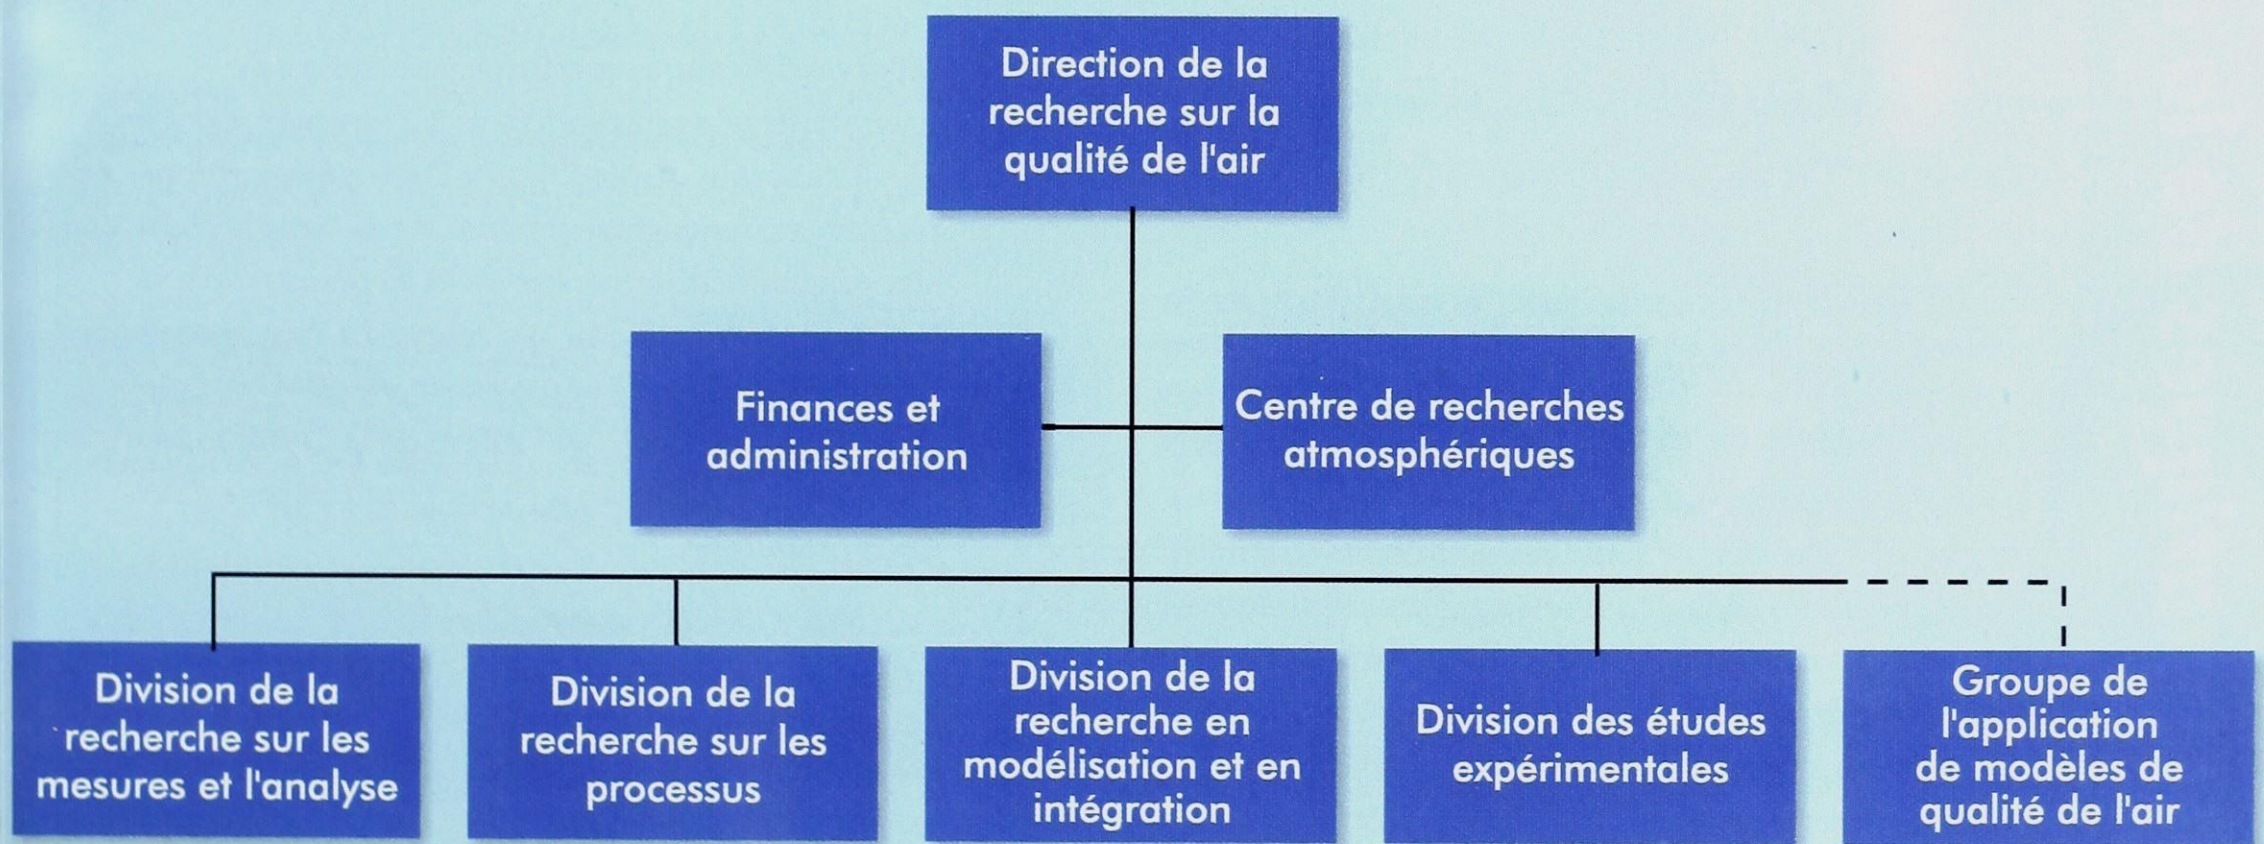 Direction de la
recherche sur la
qualité de l'air
Finances et
administration
Centre de recherches
atmosphériques
Division de la
recherche sur les
mesures et l'analyse
Division de la
recherche sur les
processus
Division de la
recherche en
modélisation et en
intégration
Division des études
expérimentales
Groupe de
l'application
de modèles de
qualité de l'air